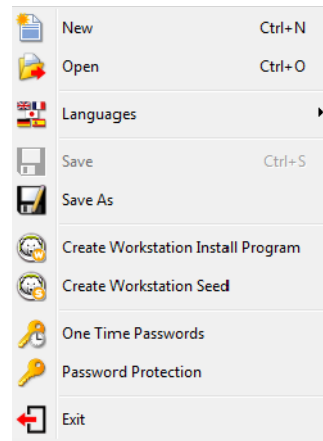 New Ctrl+N
Open Ctrl+O
Languages
Save Ctrl+S
Save As
Create Workstation Install Program
Create Workstation Seed
One Time Passwords
Password Protection
Exit